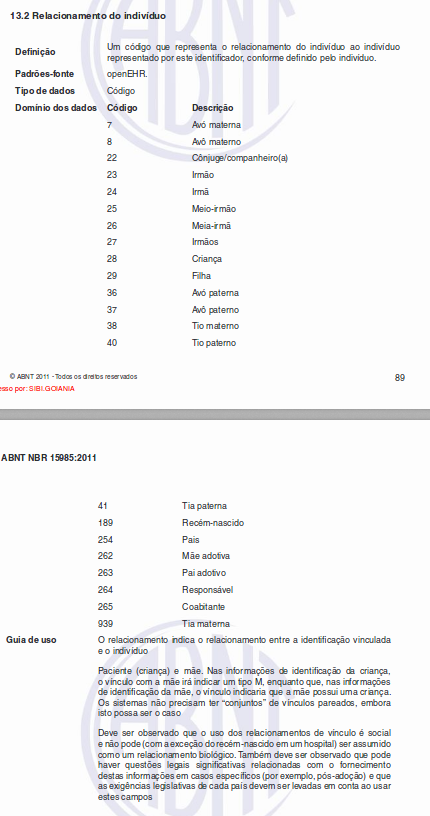 13.2 Relacionamento do indivíduo
Definição
Um código que representa o relacionamento do indivíduo ao indivíduo
representado por este identificador, conforme definido pelo indivíduo.
Padrões-fonte openEHR.
Tipo de dados Código
Domínio dos dados Código Descrição
7 Avó materna
8 Avô materno
22 Cônjuge/companheiro(a)
23 Irmão
24 Irmã
25 Meio-irmão
26 Meia-irmã
27 Irmãos
28 Criança
29 Filha
36 Avó paterna
37 Avô paterno
38 Tio materno
40 Tio paterno
© ABNT 2011 - Todos os direitos reservados 89
esso por: SIBI.GOIANIA
ABNT NBR 15985:2011
41 Tia paterna
189 Recém-nascido
254 Pais
262 Mãe adotiva
263 Pai adotivo
264 Responsável
265 Coabitante
939 Tia materna
Guia de uso O relacionamento indica o relacionamento entre a identificação vinculada
e o indivíduo
Paciente (criança) e mãe. Nas informações de identificação da criança,
o vínculo com a mãe irá indicar um tipo M, enquanto que, nas informações
de identificação da mãe, o vínculo indicaria que a mãe possui uma criança.
Os sistemas não precisam ter “conjuntos” de vínculos pareados, embora
isto possa ser o caso
Deve ser observado que o uso dos relacionamentos de vínculo é social
e não pode (com a exceção do recém-nascido em um hospital) ser assumido
como um relacionamento biológico. Também deve ser observado que pode
haver questões legais significativas relacionadas com o fornecimento
destas informações em casos específicos (por exemplo, pós-adoção) e que
as exigências legislativas de cada país devem ser levadas em conta ao usar
estes campos
ABNT
ABNT